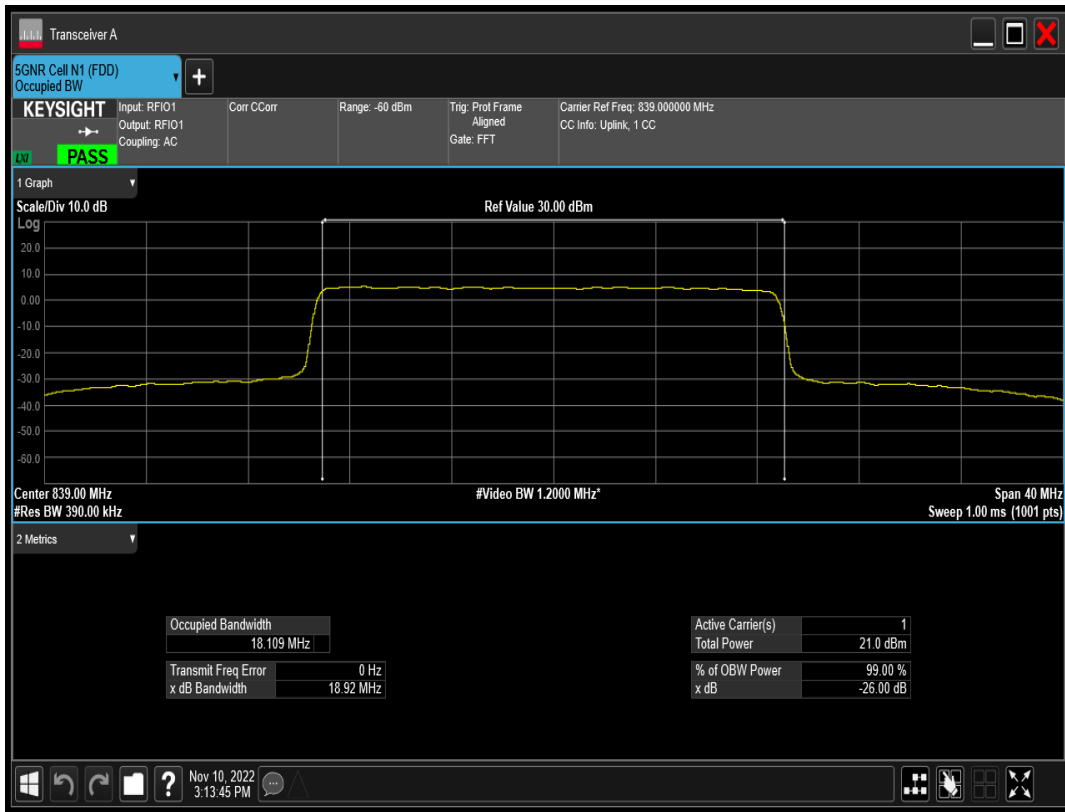 Transceiver A
5GNR Cell N1 (FDD)
Occupied BW
+
KEYSIGHT
LXI
PASS
Input: RFIO1
Output: RFIO1
Coupling: AC
Corr CCorr
Range: -60 dBm
Trig: Prot Frame
Aligned
Gate: FFT
Carrier Ref Freq: 839.000000 MHz
CC Info: Uplink, 1 CC
1 Graph
Scale/Div 10.0 dB
Ref Value 30.00 dBm
Log
20.0
10.0
0.00
-10.0
-20.0
-30.0
-40.0
-50.0
-60.0
Center 839.00 MHz
#Video BW 1.2000 MHz*
Span 40 MHz
#Res BW 390.00 kHz
Sweep 1.00 ms (1001 pts)
2 Metrics
Occupied Bandwidth
18.109 MHz
Transmit Freq Error 0 Hz
x dB Bandwidth 18.92 MHz
Active Carrier(s) 1
Total Power 21.0 dBm
% of OBW Power 99.00 %
x dB -26.00 dB
?
Nov 10, 2022
3:13:45 PM